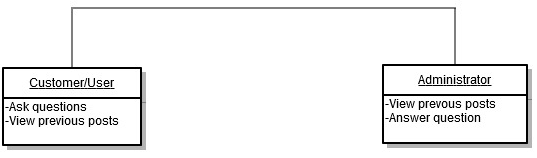 Customer/User
-Ask questions
-View previous posts
Administrator
-View prevous posts
-Answer question